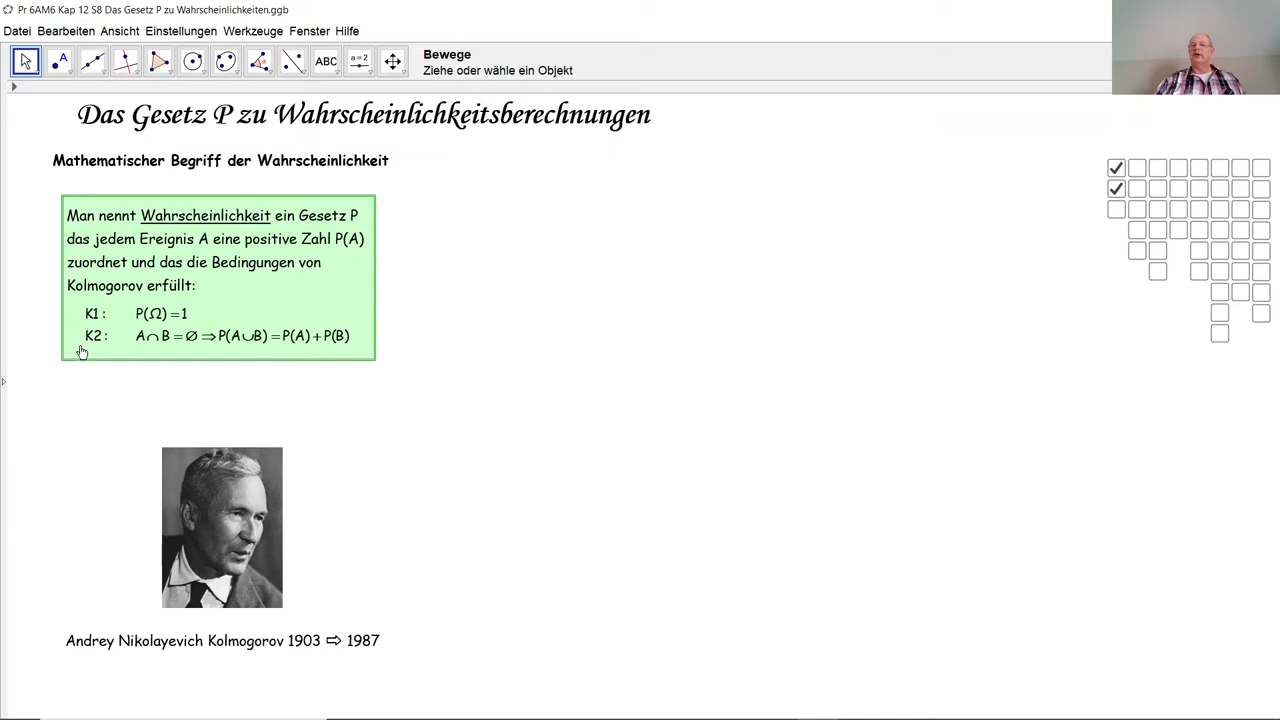 Pr 6AM6 Kap 12 S8 Das Gesetz P zu Wahrscheinlichkeiten.ggb
Datei Bearbeiten Ansicht Einstellungen Werkzeuge Fenster Hilfe
A
ABC
a=2
Bewege
Ziehe oder wähle ein Objekt
Das Gesetz P zu Wahrscheinlichkeitsberechnungen
Mathematischer Begriff der Wahrscheinlichkeit
Man nennt Wahrscheinlichkeit ein Gesetz P
das jedem Ereignis A eine positive Zahl P(A)
zuordnet und das die Bedingungen von
Kolmogorov erfüllt:
K1 : P(Ω) = 1
K2 : A ∩ B = ∅ ⇒ P(A∪B) = P(A) + P(B)
Andrey Nikolayevich Kolmogorov 1903 ⇨ 1987